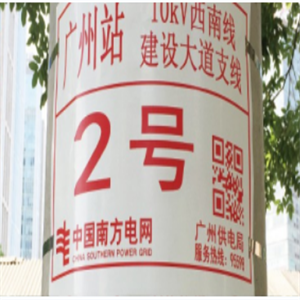 广州站
10kV西南线
建设大道支线
2号
中国南方电网
CHINA SOUTHERN POWER GRID
广州供电局
服务热线:95598